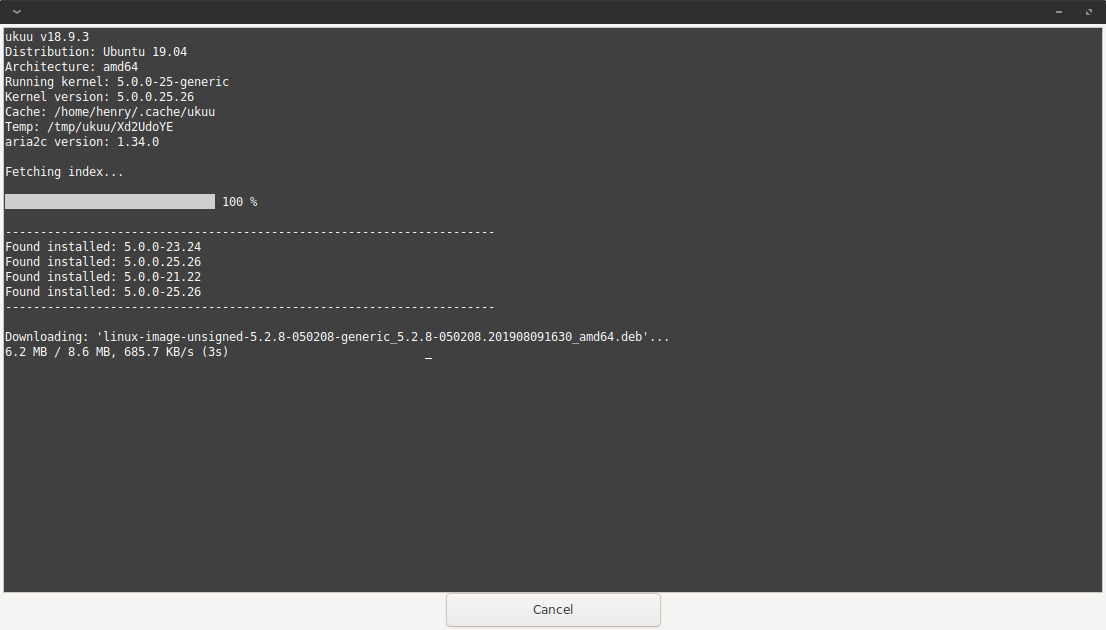 ukuu v18.9.3
Distribution: Ubuntu 19.04
Architecture: amd64
Running kernel: 5.0.0-25-generic
Kernel version: 5.0.0.25.26
Cache: /home/henry/.cache/ukuu
Temp: /tmp/ukuu/Xd2UdoYE
aria2c version: 1.34.0
Fetching index...
100 %
----------------------------------------------------------------------
Found installed: 5.0.0-23.24
Found installed: 5.0.0.25.26
Found installed: 5.0.0-21.22
Found installed: 5.0.0-25.26
----------------------------------------------------------------------
Downloading: 'linux-image-unsigned-5.2.8-050208-generic_5.2.8-050208.201908091630_amd64.deb'...
6.2 MB / 8.6 MB, 685.7 KB/s (3s)
Cancel